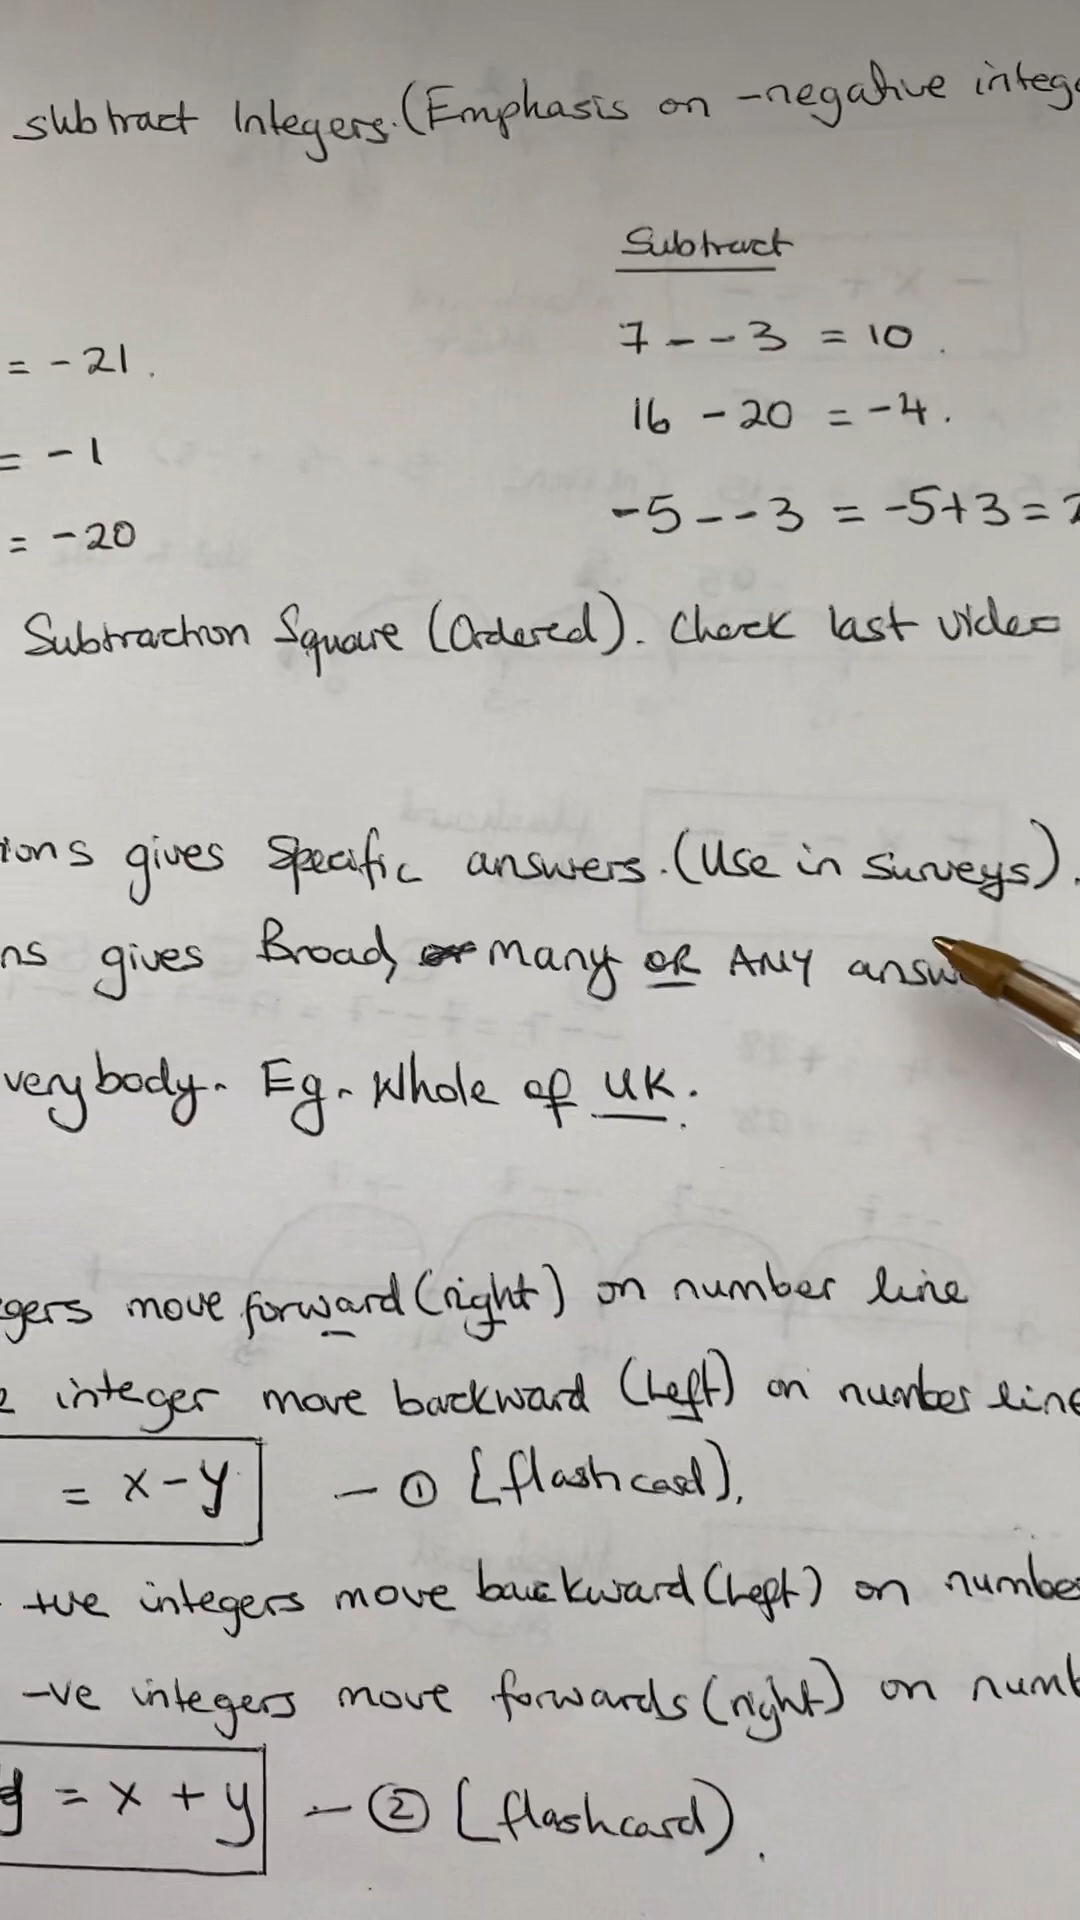 subtract Integers. (Emphasis on -negative integ
Subtract
7 - - 3 = 10.
= -21.
16 - 20 = -4.
= -1
-5 - - 3 = -5+3 =
= -20
Subtraction Square (Ordered). Check last video
ions gives specific answers. (Use in surveys).
ns gives Broad, many OR ANY answ
verybody. Eg. Whole of UK.
gers move forward (right) on number line
integer move backward (left) on number line
= x - y - ① [flashcard).
+ve integers move backward (left) on number
-ve integers move forwards (right) on numb
y = x + y - ② [flashcard).